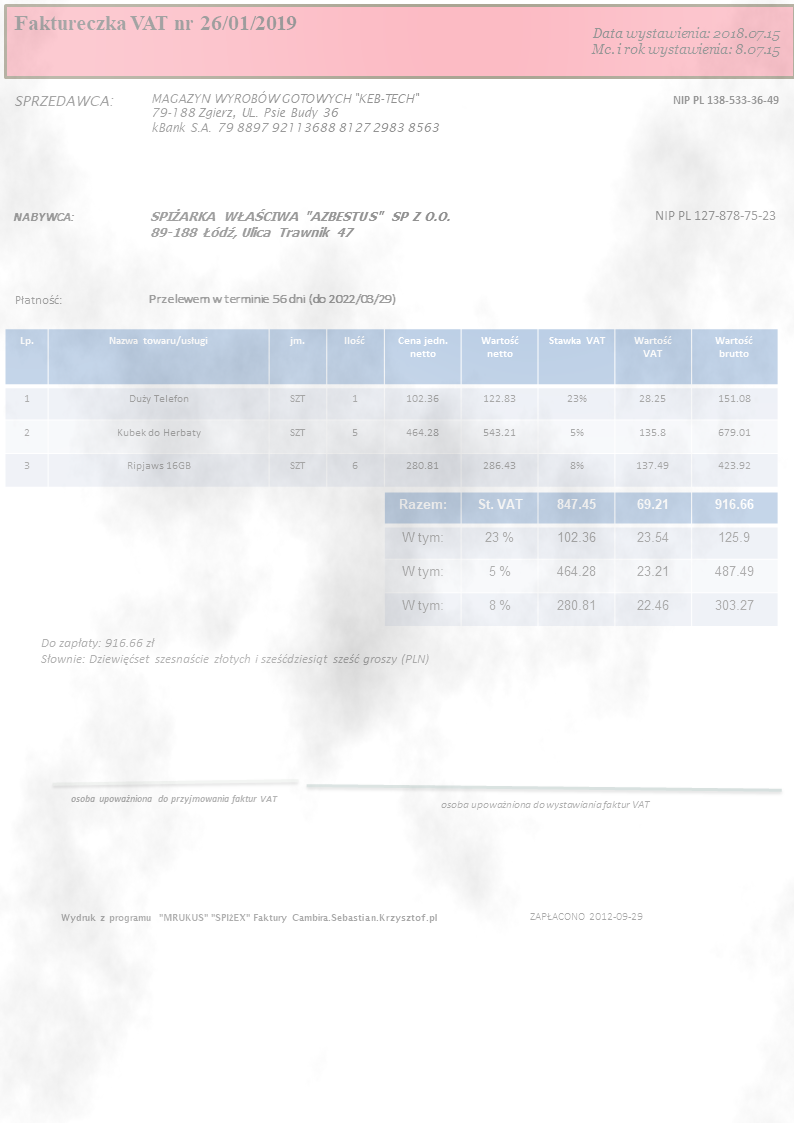 Faktureczka VAT nr 26/01/2019
Data wystawienia: 2018.07.15
Mc. i rok wystawienia: 8.07.15
SPRZEDAWCA: MAGAZYN WYROBÓW GOTOWYCH "KEB-TECH" NIP PL 138-533-36-49
79-188 Zgierz, UL. Psie Budy 36
kBank S.A. 79 8897 92113688 8127 2983 8563
NABYWCA: SPIŻARKA WŁAŚCIWA "AZBESTUS" SP Z O.O. NIP PL 127-878-75-23
89-188 Łódź, Ulica Trawnik 47
Płatność: Przelewem w terminie 56 dni (do 2022/03/29)
Lp. Nazwa towaru/usługi jm. Ilość Cena jedn. netto Wartość netto Stawka VAT Wartość VAT Wartość brutto
1 Duży Telefon SZT 1 102.36 122.83 23% 28.25 151.08
2 Kubek do Herbaty SZT 5 464.28 543.21 5% 135.8 679.01
3 Ripjaws 16GB SZT 6 280.81 286.43 8% 137.49 423.92
Razem: St. VAT 847.45 69.21 916.66
W tym: 23 % 102.36 23.54 125.9
W tym: 5 % 464.28 23.21 487.49
W tym: 8 % 280.81 22.46 303.27
Do zapłaty: 916.66 zł
Słownie: Dziewięćset szesnaście złotych i sześćdziesiąt sześć groszy (PLN)
osoba upoważniona do przyjmowania faktur VAT
osoba upoważniona do wystawiania faktur VAT
Wydruk z programu "MRUKUS" "SPIŻEX" Faktury Cambira.Sebastian.Krzysztof.pl ZAPŁACONO 2012-09-29